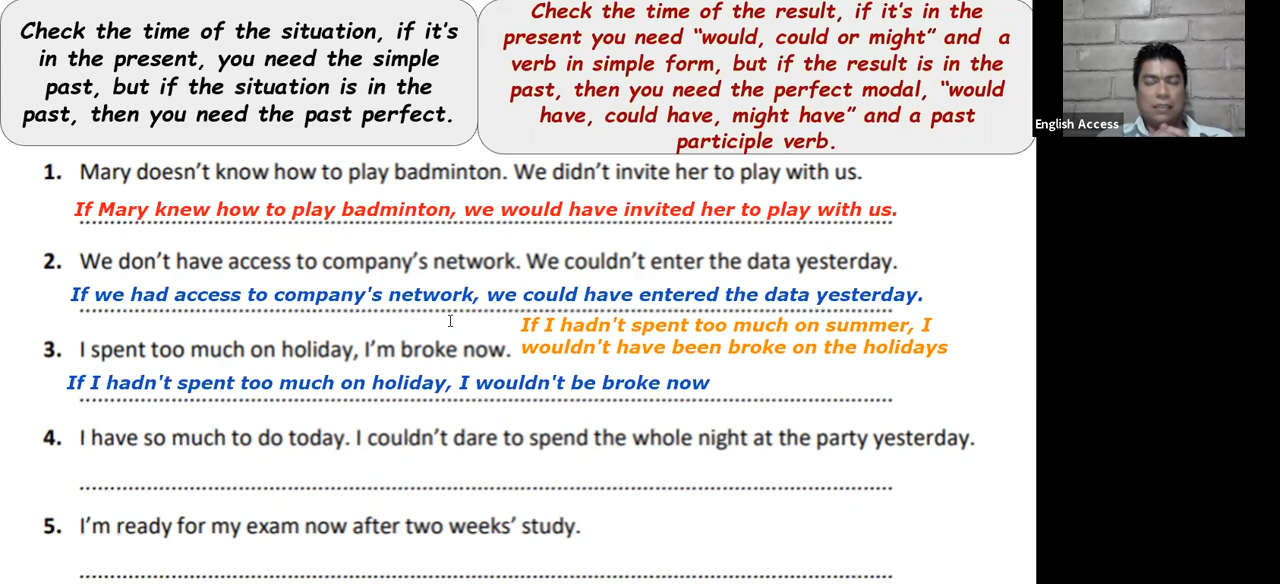 Check the time of the situation, if it's
in the present, you need the simple
past, but if the situation is in the
past, then you need the past perfect.
Check the time of the result, if it's in the
present you need "would, could or might" and a
verb in simple form, but if the result is in the
past, then you need the perfect modal, "would
have, could have, might have" and a past
participle verb.
English Access
1. Mary doesn't know how to play badminton. We didn't invite her to play with us.
If Mary knew how to play badminton, we would have invited her to play with us.
2. We don't have access to company's network. We couldn't enter the data yesterday.
If we had access to company's network, we could have entered the data yesterday.
If I hadn't spent too much on summer, I
wouldn't have been broke on the holidays
3. I spent too much on holiday, I'm broke now.
If I hadn't spent too much on holiday, I wouldn't be broke now
4. I have so much to do today. I couldn't dare to spend the whole night at the party yesterday.
5. I'm ready for my exam now after two weeks' study.